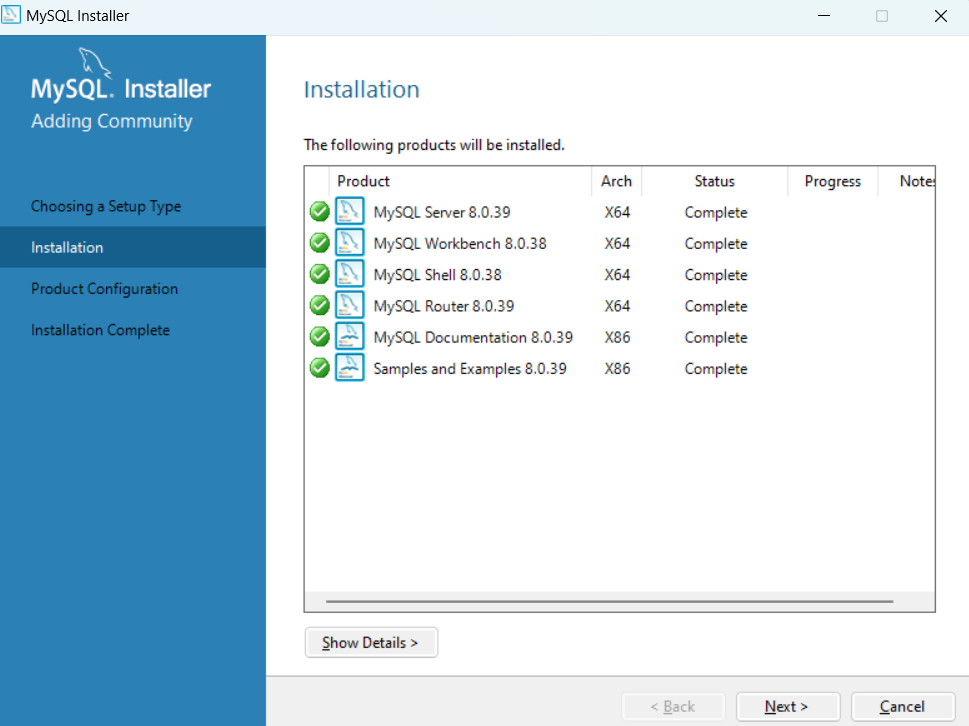 MySQL Installer
MySQL. Installer
Adding Community
Choosing a Setup Type
Installation
Product Configuration
Installation Complete
Installation
The following products will be installed.
Product Arch Status Progress Notes
MySQL Server 8.0.39 X64 Complete
MySQL Workbench 8.0.38 X64 Complete
MySQL Shell 8.0.38 X64 Complete
MySQL Router 8.0.39 X64 Complete
MySQL Documentation 8.0.39 X86 Complete
Samples and Examples 8.0.39 X86 Complete
Show Details >
< Back Next > Cancel